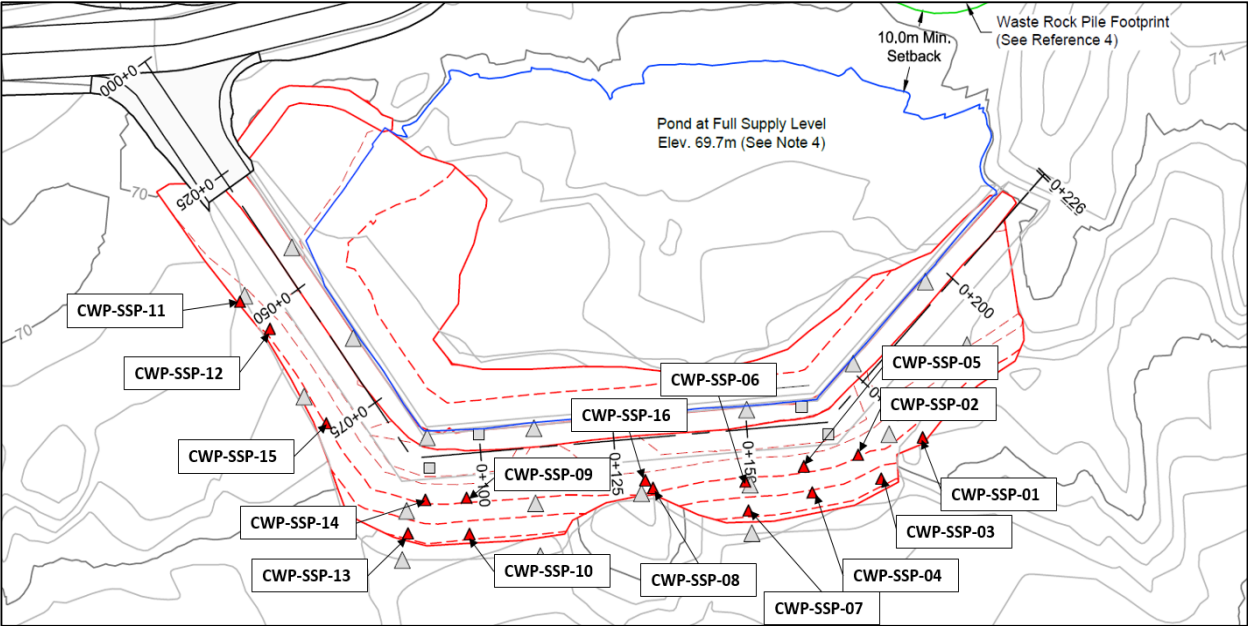 Waste Rock Pile Footprint
(See Reference 4)
10.0m Min.
Setback
71
0+000
Pond at Full Supply Level
Elev. 69.7m (See Note 4)
70
0+025
0+226
0+050
0+200
CWP-SSP-11
70
CWP-SSP-12
CWP-SSP-05
CWP-SSP-06
CWP-SSP-02
CWP-SSP-16
0+075
CWP-SSP-15
CWP-SSP-09
0+100
0+125
CWP-SSP-01
CWP-SSP-14
CWP-SSP-03
CWP-SSP-13
CWP-SSP-10
CWP-SSP-08
CWP-SSP-04
CWP-SSP-07